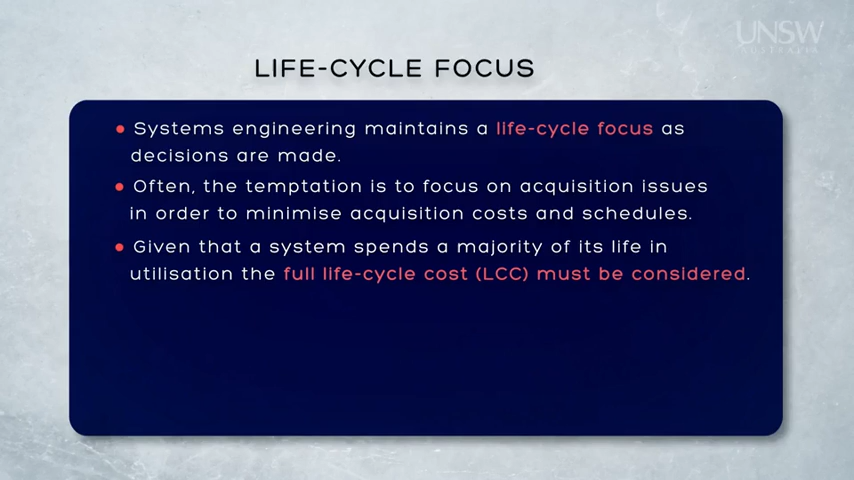 UNSW
AUSTRALIA
LIFE-CYCLE FOCUS
• Systems engineering maintains a life-cycle focus as
decisions are made.
• Often, the temptation is to focus on acquisition issues
in order to minimise acquisition costs and schedules.
• Given that a system spends a majority of its life in
utilisation the full life-cycle cost (LCC) must be considered.